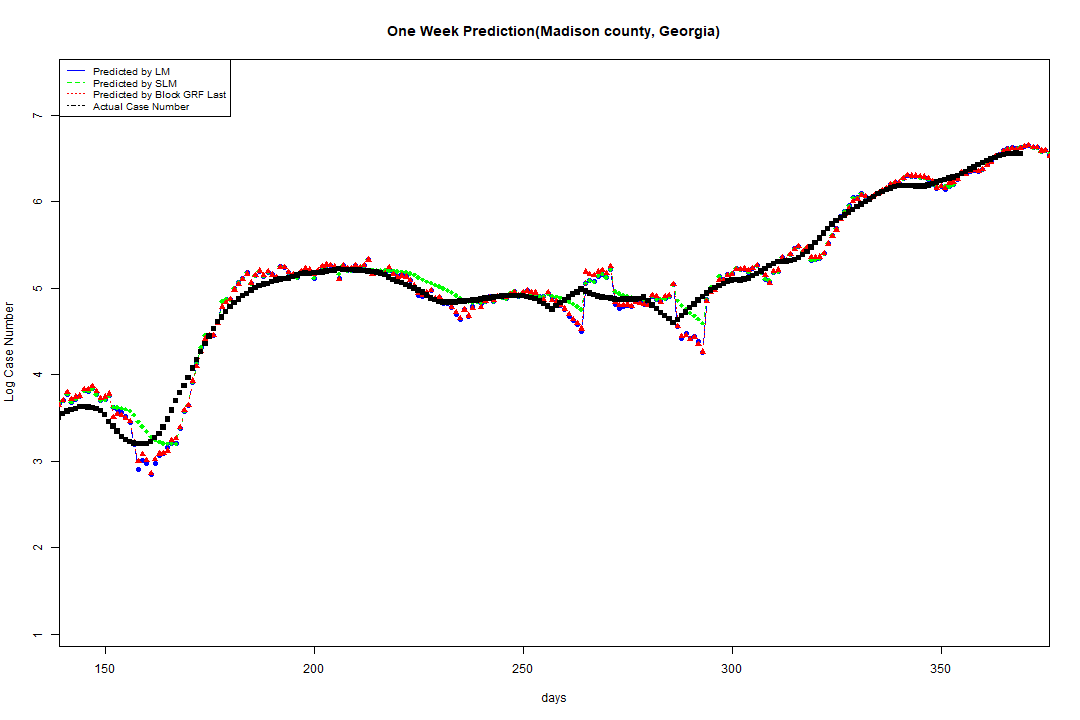 One Week Prediction(Madison county, Georgia)
Predicted by LM
Predicted by SLM
Predicted by Block GRF Last
Actual Case Number
7
6
5
4
3
2
1
Log Case Number
150 200 250 300 350
days